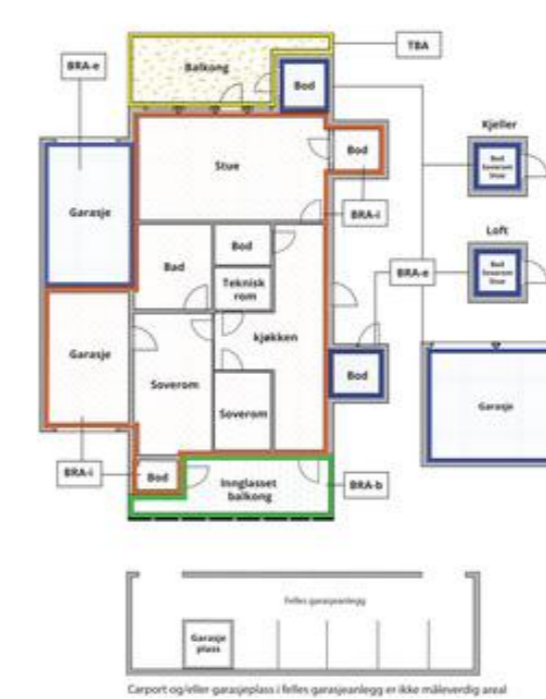 TBA
Balkong
BRA-e
Bod
Kjeller
Bod
Soverom
Stue
Stue
Bod
Garasje
BRA-i
Loft
Bod
Soverom
Stue
Bad
Bod
Teknisk
rom
BRA-e
kjøkken
Garasje
Soverom
Bod
Soverom
Garasje
BRA-i
Bod
Innglasset
balkong
BRA-b
Felles garasjeanlegg
Garasje
plass
Carport og/eller garasjeplass i felles garasjeanlegg er ikke måleverdig areal